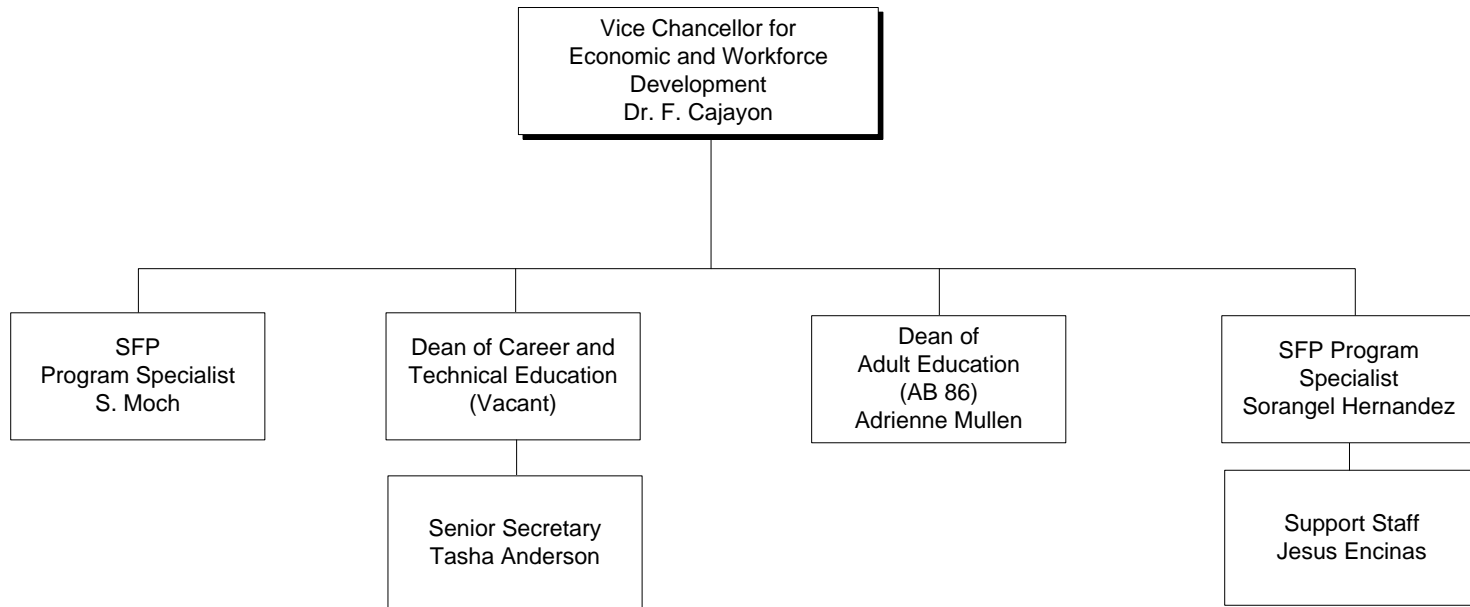 Vice Chancellor for
Economic and Workforce
Development
Dr. F. Cajayon
SFP
Program Specialist
S. Moch
Dean of Career and
Technical Education
(Vacant)
Dean of
Adult Education
(AB 86)
Adrienne Mullen
SFP Program
Specialist
Sorangel Hernandez
Senior Secretary
Tasha Anderson
Support Staff
Jesus Encinas